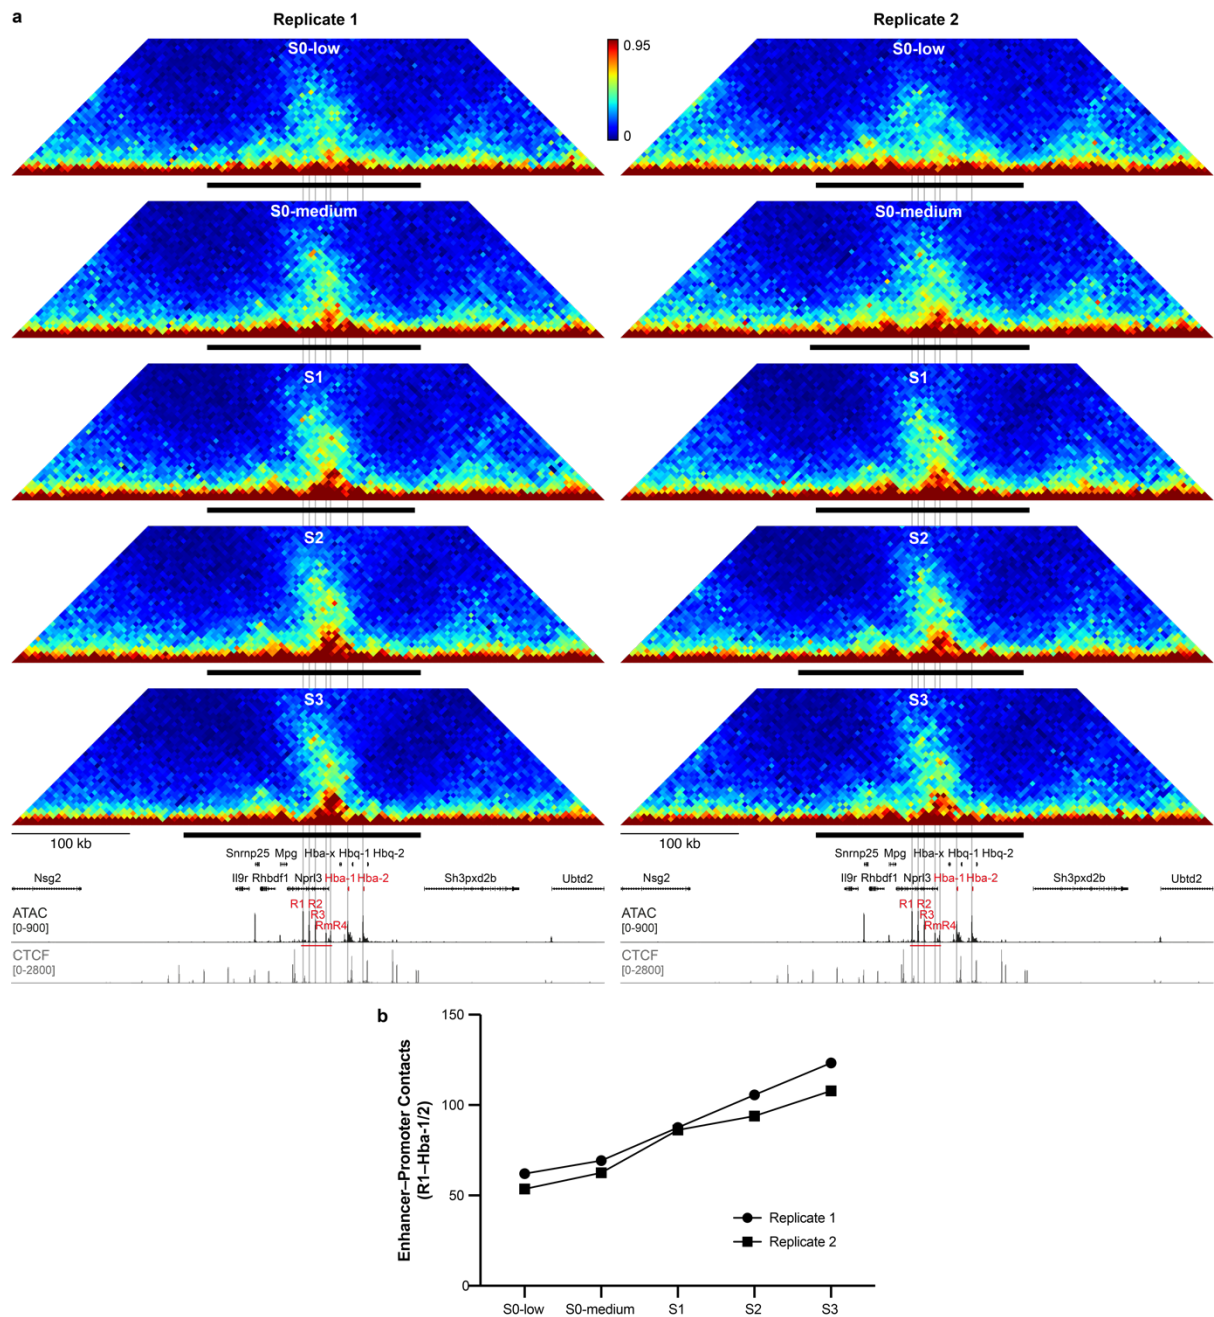 a
Replicate 1
Replicate 2
S0-low
S0-low
0.95
0
S0-medium
S0-medium
S1
S1
S2
S2
S3
S3
100 kb
100 kb
Snrnp25 Mpg Hba-x Hbq-1 Hbq-2
Nsg2 Il9r Rhbdf1 Nprl3 Hba-1 Hba-2 Sh3pxd2b Ubtd2
R1 R2
R3
RmR4
ATAC
[0-900]
CTCF
[0-2800]
Snrnp25 Mpg Hba-x Hbq-1 Hbq-2
Nsg2 Il9r Rhbdf1 Nprl3 Hba-1 Hba-2 Sh3pxd2b Ubtd2
R1 R2
R3
RmR4
ATAC
[0-900]
CTCF
[0-2800]
b
Enhancer–Promoter Contacts
(R1–Hba-1/2)
150
100
50
0
Replicate 1
Replicate 2
S0-low S0-medium S1 S2 S3